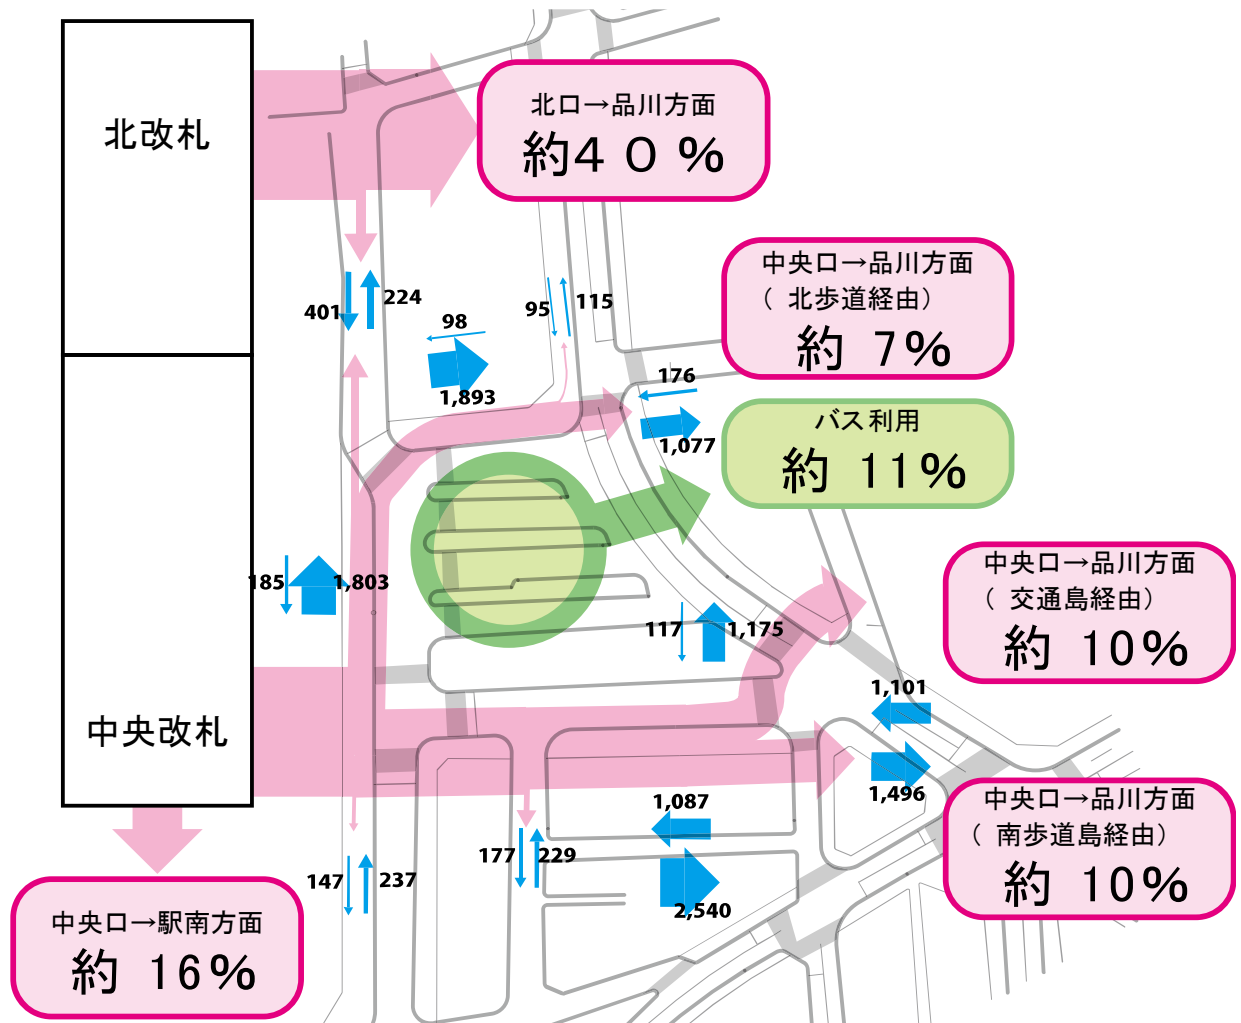 北改札
北口→品川方面
約40%
中央口→品川方面
(北歩道経由)
約 7%
401
224
98
95
115
1,893
176
1,077
バス利用
約 11%
185
1,803
117
1,175
中央口→品川方面
(交通島経由)
約 10%
中央改札
1,101
1,496
1,087
中央口→品川方面
(南歩道島経由)
約 10%
177
229
147
237
2,540
中央口→駅南方面
約 16%